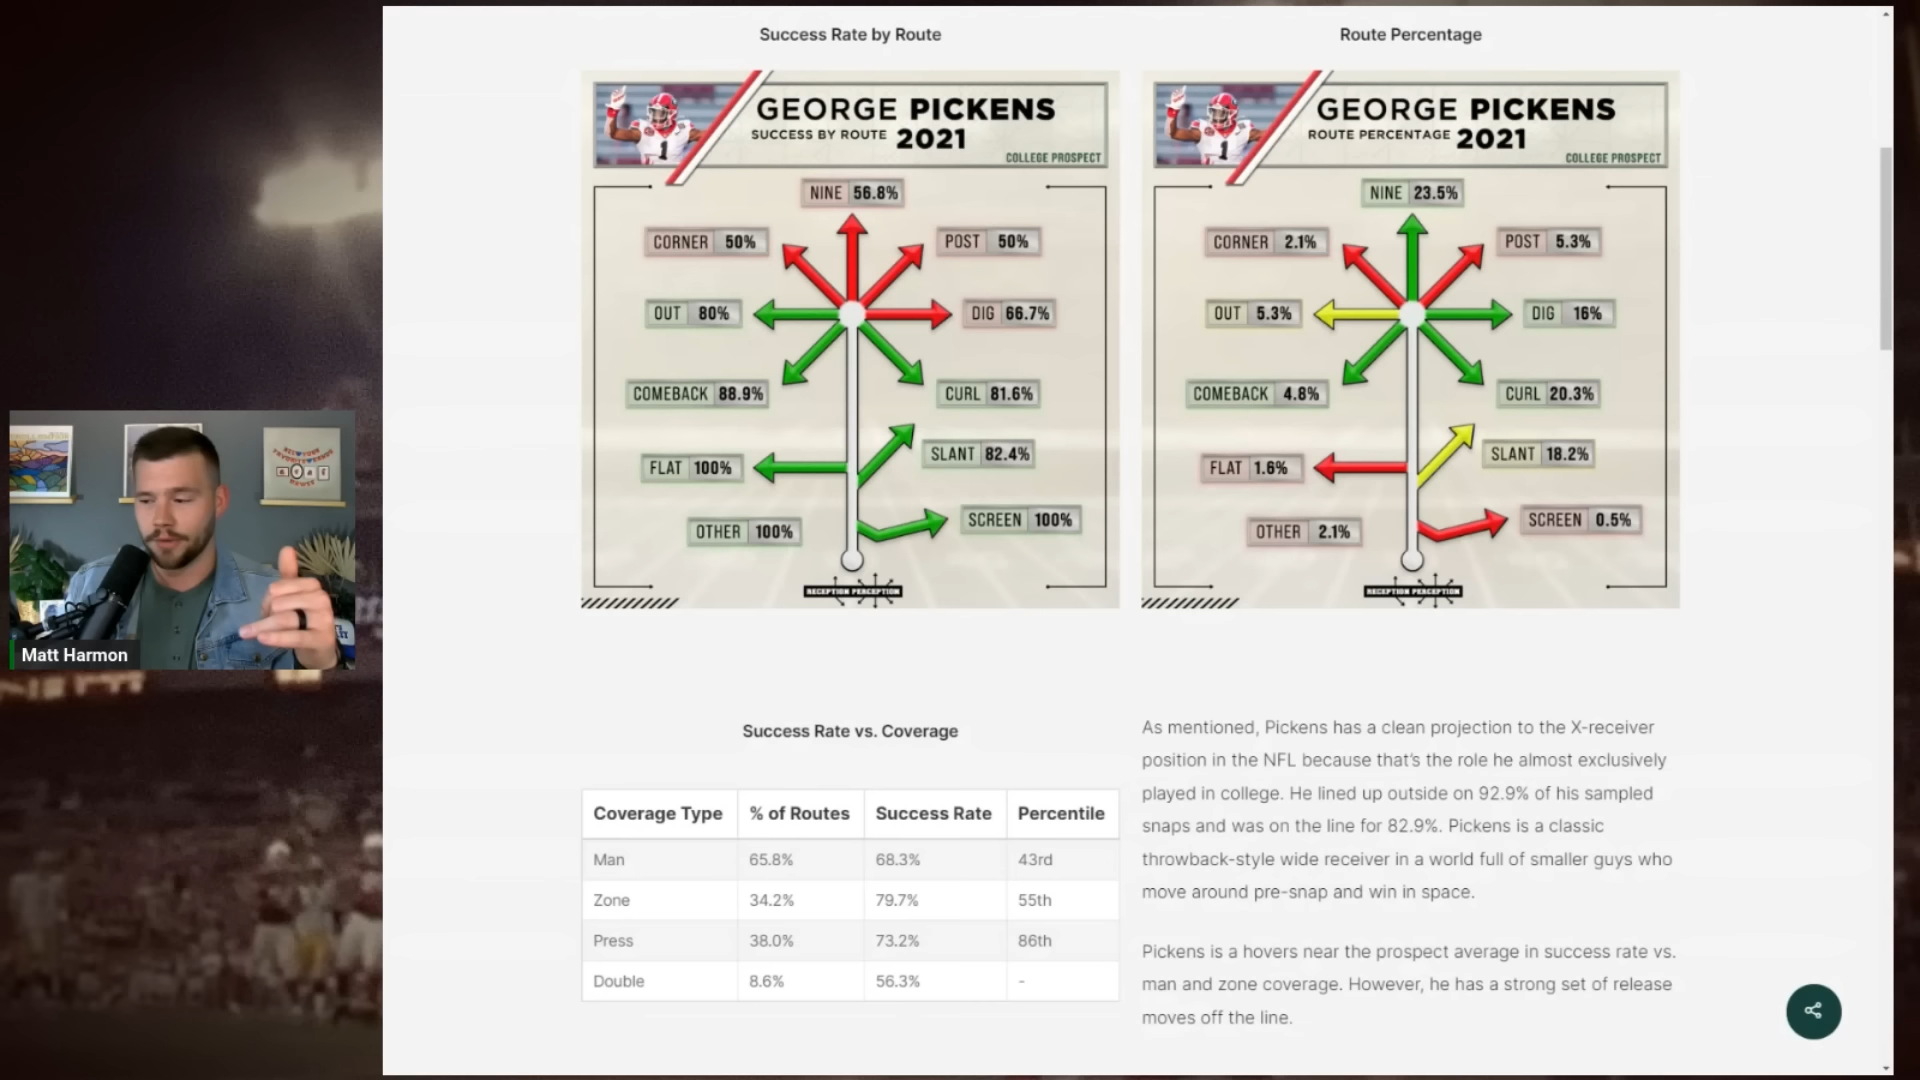 Success Rate by Route
Route Percentage
GEORGE PICKENS
SUCCESS BY ROUTE 2021
COLLEGE PROSPECT
NINE 56.8%
CORNER 50%
POST 50%
OUT 80%
DIG 66.7%
COMEBACK 88.9%
CURL 81.6%
SLANT 82.4%
FLAT 100%
SCREEN 100%
OTHER 100%
RECEPTION PERCEPTION
GEORGE PICKENS
ROUTE PERCENTAGE 2021
COLLEGE PROSPECT
NINE 23.5%
CORNER 2.1%
POST 5.3%
OUT 5.3%
DIG 16%
COMEBACK 4.8%
CURL 20.3%
SLANT 18.2%
FLAT 1.6%
SCREEN 0.5%
OTHER 2.1%
RECEPTION PERCEPTION
Matt Harmon
Success Rate vs. Coverage
Coverage Type % of Routes Success Rate Percentile
Man 65.8% 68.3% 43rd
Zone 34.2% 79.7% 55th
Press 38.0% 73.2% 86th
Double 8.6% 56.3% -
As mentioned, Pickens has a clean projection to the X-receiver
position in the NFL because that's the role he almost exclusively
played in college. He lined up outside on 92.9% of his sampled
snaps and was on the line for 82.9%. Pickens is a classic
throwback-style wide receiver in a world full of smaller guys who
move around pre-snap and win in space.
Pickens is a hovers near the prospect average in success rate vs.
man and zone coverage. However, he has a strong set of release
moves off the line.